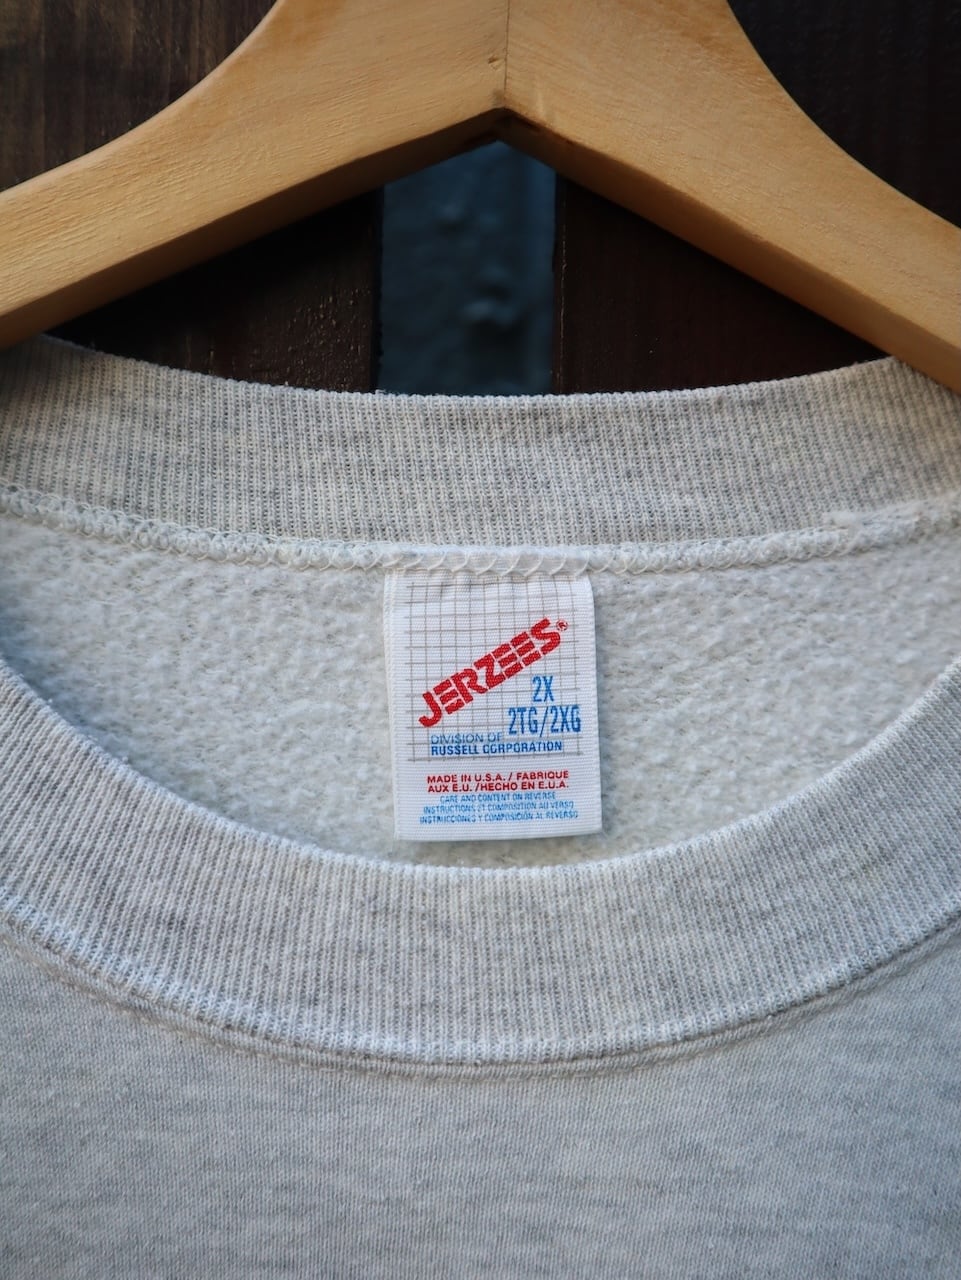 JERZEES®
2X
2TG/2XG
DIVISION OF
RUSSELL CORPORATION
MADE IN U.S.A. / FABRIQUE
AUX E.U. /HECHO EN E.U.A.
CARE AND CONTENT ON REVERSE
INSTRUCTIONS ET COMPOSITION AU VERSO
INSTRUCCIONES Y COMPOSICIÓN AL REVERSO